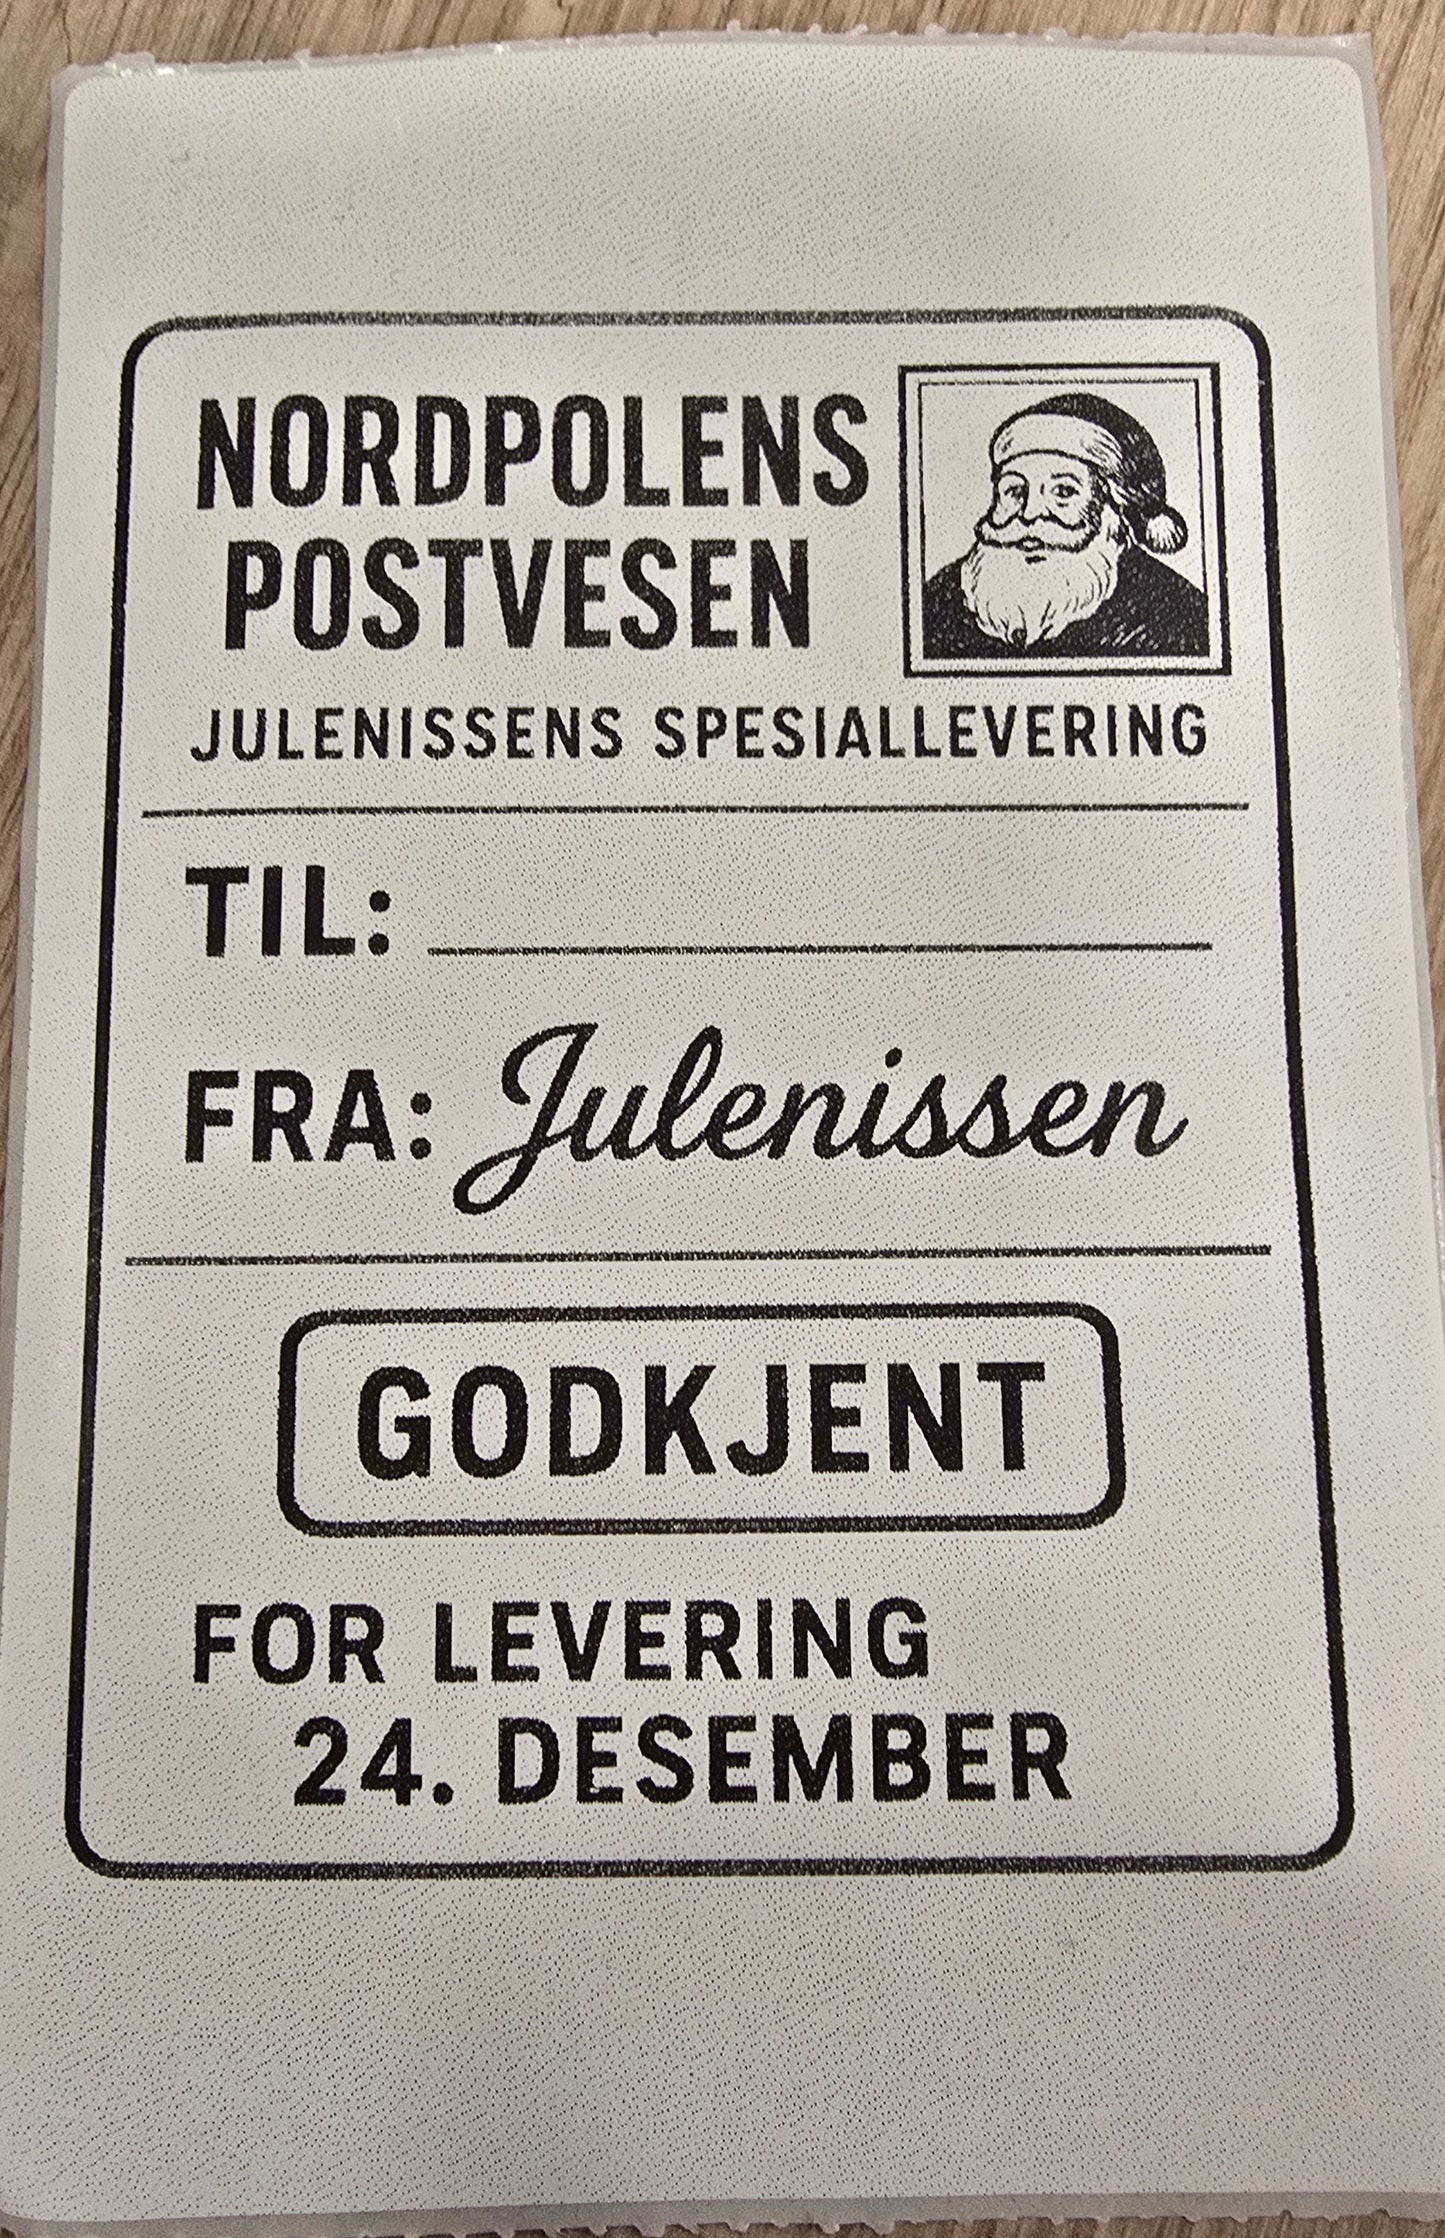 NORDPOLENS
POSTVESEN
JULENISSENS SPESIALLEVERING
TIL:
FRA: Julenissen
GODKJENT
FOR LEVERING
24. DESEMBER